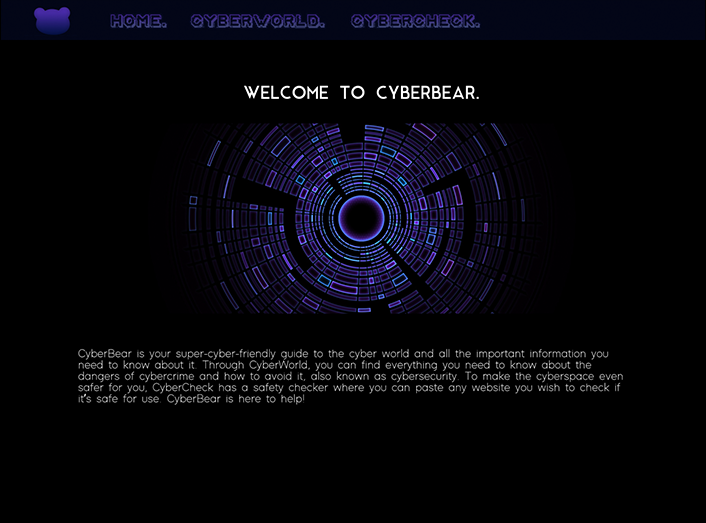 HOME. CYBERWORLD. CYBERCHECK.
WELCOME TO CYBERBEAR.
CyberBear is your super-cyber-friendly guide to the cyber world and all the important information you
need to know about it. Through CyberWorld, you can find everything you need to know about the
dangers of cybercrime and how to avoid it, also known as cybersecurity. To make the cyberspace even
safer for you, CyberCheck has a safety checker where you can paste any website you wish to check if
it's safe for use. CyberBear is here to help!